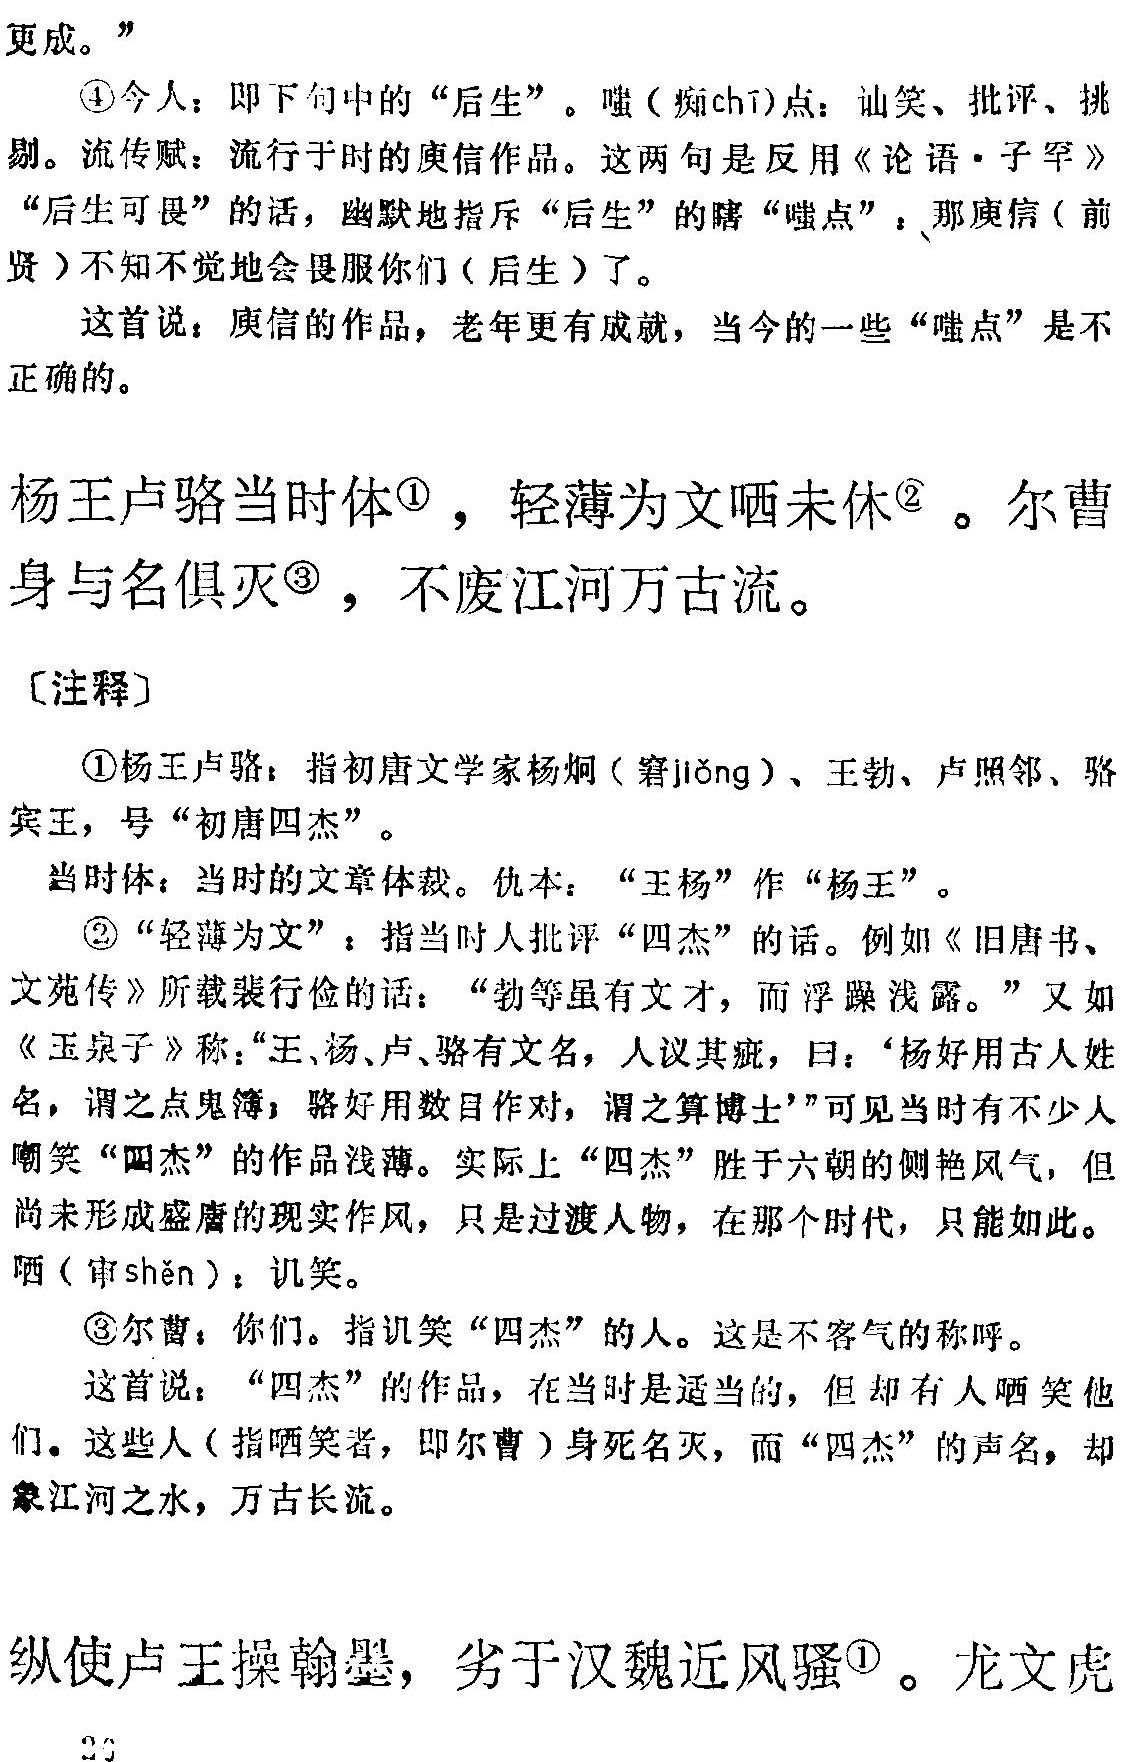 更成。”
④今人：即下句中的“后生”。嗤（痴chī)点：讪笑、批评、挑
剔。流传赋：流行于时的庾信作品。这两句是反用《论语·子罕》
“后生可畏”的话，幽默地指斥“后生”的瞎“嗤点”：那庾信（前
贤）不知不觉地会畏服你们（后生）了。
这首说：庾信的作品，老年更有成就，当今的一些“嗤点”是不
正确的。
杨王卢骆当时体①，轻薄为文哂未休②。尔曹
身与名俱灭③，不废江河万古流。
〔注释〕
①杨王卢骆：指初唐文学家杨炯（窘jiǒng）、王勃、卢照邻、骆
宾王，号“初唐四杰”。
当时体：当时的文章体裁。仇本：“王杨”作“杨王”。
②“轻薄为文”：指当时人批评“四杰”的话。例如《旧唐书、
文苑传》所载裴行俭的话：“勃等虽有文才，而浮躁浅露。”又如
《玉泉子》称：“王、杨、卢、骆有文名，人议其疵，曰：‘杨好用古人姓
名，谓之点鬼簿；骆好用数目作对，谓之算博士’”可见当时有不少人
嘲笑“四杰”的作品浅薄。实际上“四杰”胜于六朝的侧艳风气，但
尚未形成盛唐的现实作风，只是过渡人物，在那个时代，只能如此。
哂（审shěn）：讥笑。
③尔曹：你们。指讥笑“四杰”的人。这是不客气的称呼。
这首说：“四杰”的作品，在当时是适当的，但却有人哂笑他
们。这些人（指哂笑者，即尔曹）身死名灭，而“四杰”的声名，却
象江河之水，万古长流。
纵使卢王操翰墨，劣于汉魏近风骚①。龙文虎